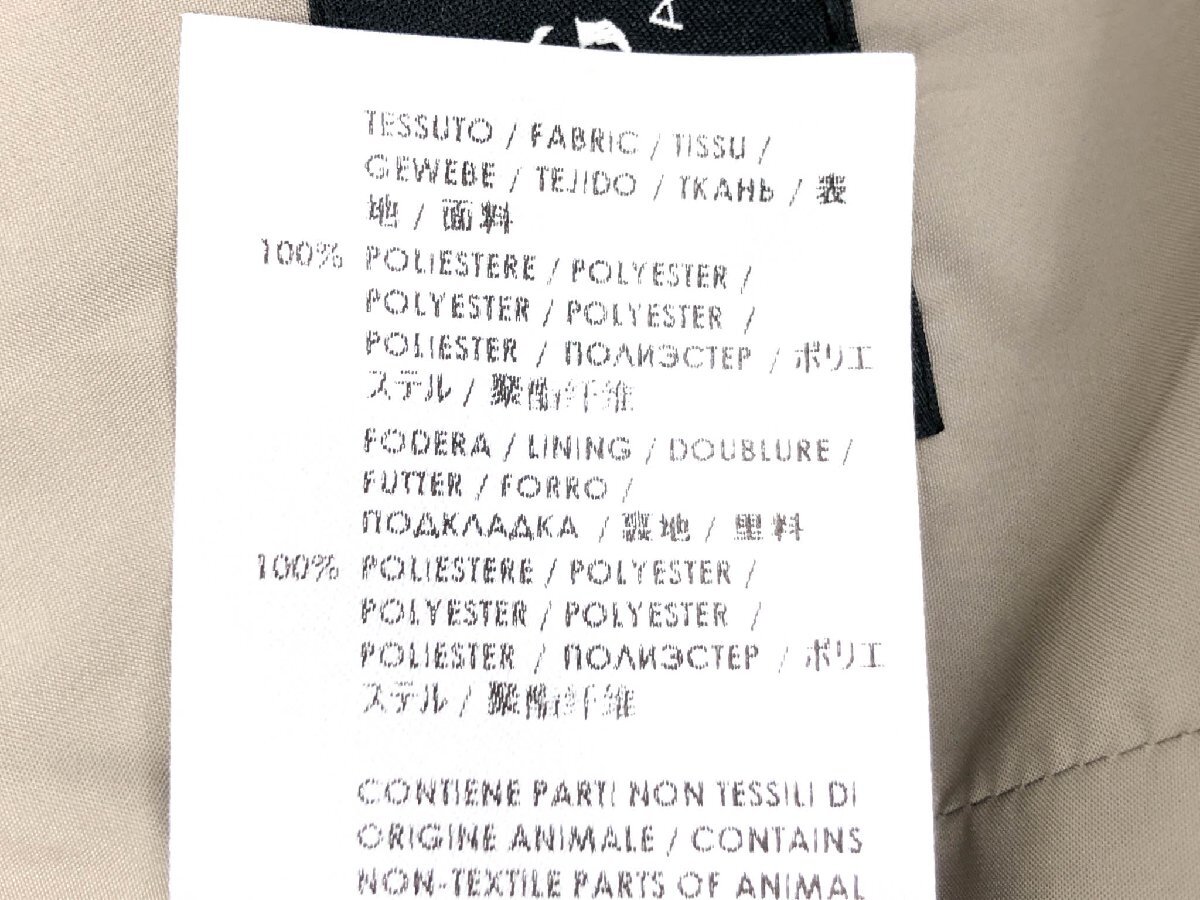 TESSUTO / FABRIC / TISSU /
GEWEBE / TEJIDO / ТКАНЬ / 表
地 / 面料
100% POLIESTERE / POLYESTER /
POLYESTER / POLYESTER /
POLIESTER / ПОЛИЭСТЕР / ポリエ
ステル / 聚酯纤维
FODERA / LINING / DOUBLURE /
FUTTER / FORRO /
ПОДКЛАДКА / 裏地 / 里料
100% POLIESTERE / POLYESTER /
POLYESTER / POLYESTER /
POLIESTER / ПОЛИЭСТЕР / ポリエ
ステル / 聚酯纤维
CONTIENE PARTI NON TESSILI DI
ORIGINE ANIMALE / CONTAINS
NON-TEXTILE PARTS OF ANIMAL